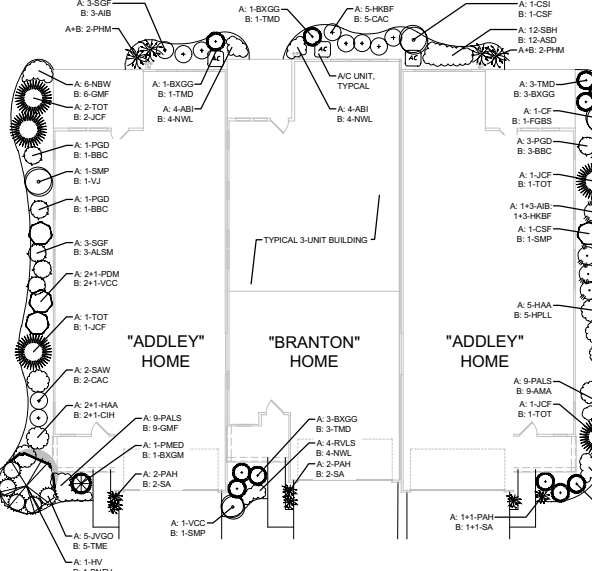 A: 3-SGF
B: 3-AIB
A+B: 2-PHM
A: 1-BXGG
B: 1-TMD
A: 5-HKBF
B: 5-CAC
A: 1-CSI
B: 1-CSF
A: 12-SBH
B: 12-ASD
A+B: 2-PHM
AC
AC
AC
A: 6-NBW
B: 6-GMF
A: 2-TOT
B: 2-JCF
A: 1-PGD
B: 1-BBC
A: 1-SMP
B: 1-VJ
A: 1-PGD
B: 1-BBC
A: 3-SGF
B: 3-ALSM
A: 2+1-PDM
B: 2+1-VCC
A: 1-TOT
B: 1-JCF
A: 2-SAW
B: 2-CAC
A: 2+1-HAA
B: 2+1-CIH
A: 1-BXGG
B: 1-TMD
A: 4-ABI
B: 4-NWL
A/C UNIT,
TYPCAL
A: 4-ABI
B: 4-NWL
A: 3-TMD
B: 3-BXGG
A: 1-CF
B: 1-FGBS
A: 3-PGD
B: 3-BBC
A: 1-JCF
B: 1-TOT
A: 1+3-AIB:
1+3-HKBF
A: 1-CSF
B: 1-SMP
TYPICAL 3-UNIT BUILDING
A: 5-HAA
B: 5-HPLL
"ADDLEY"
HOME
"BRANTON"
HOME
"ADDLEY"
HOME
A: 9-PALS
B: 9-AMA
A: 1-JCF
B: 1-TOT
A: 9-PALS
B: 9-GMF
A: 1-PMED
B: 1-BXGM
A: 2-PAH
B: 2-SA
A: 3-BXGG
B: 3-TMD
A: 4-RVLS
B: 4-NWL
A: 2-PAH
B: 2-SA
A: 1-VCC
B: 1-SMP
A: 1+1-PAH
B: 1+1-SA
A: 5-JVGO
B: 5-TME
A: 1-HV